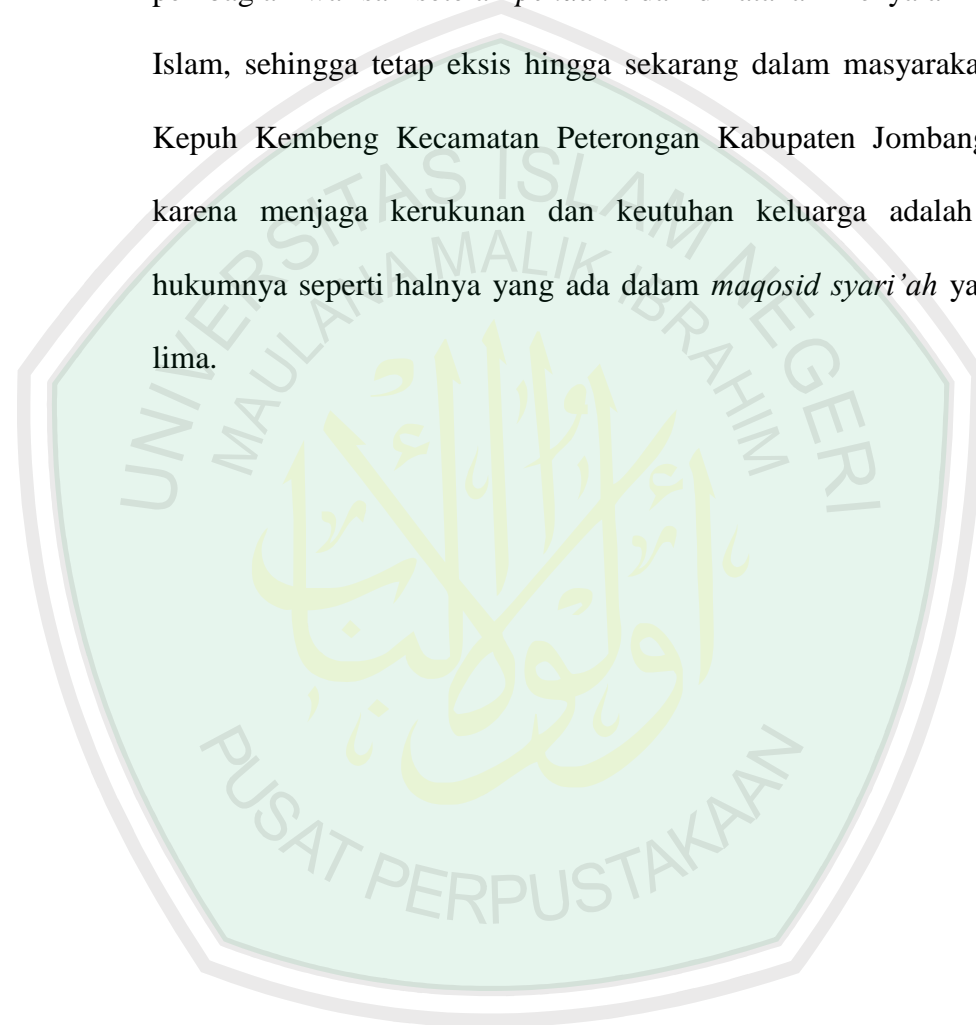 Islam, sehingga tetap eksis hingga sekarang dalam masyaraka
Kepuh Kembeng Kecamatan Peterongan Kabupaten Jombang
karena menjaga kerukunan dan keutuhan keluarga adalah
hukumnya seperti halnya yang ada dalam maqosid syari’ah ya
lima.
UNIVERSITAS ISLAM NEGERI
MAULANA MALIK IBRAHIM
PUSAT PERPUSTAKAAN